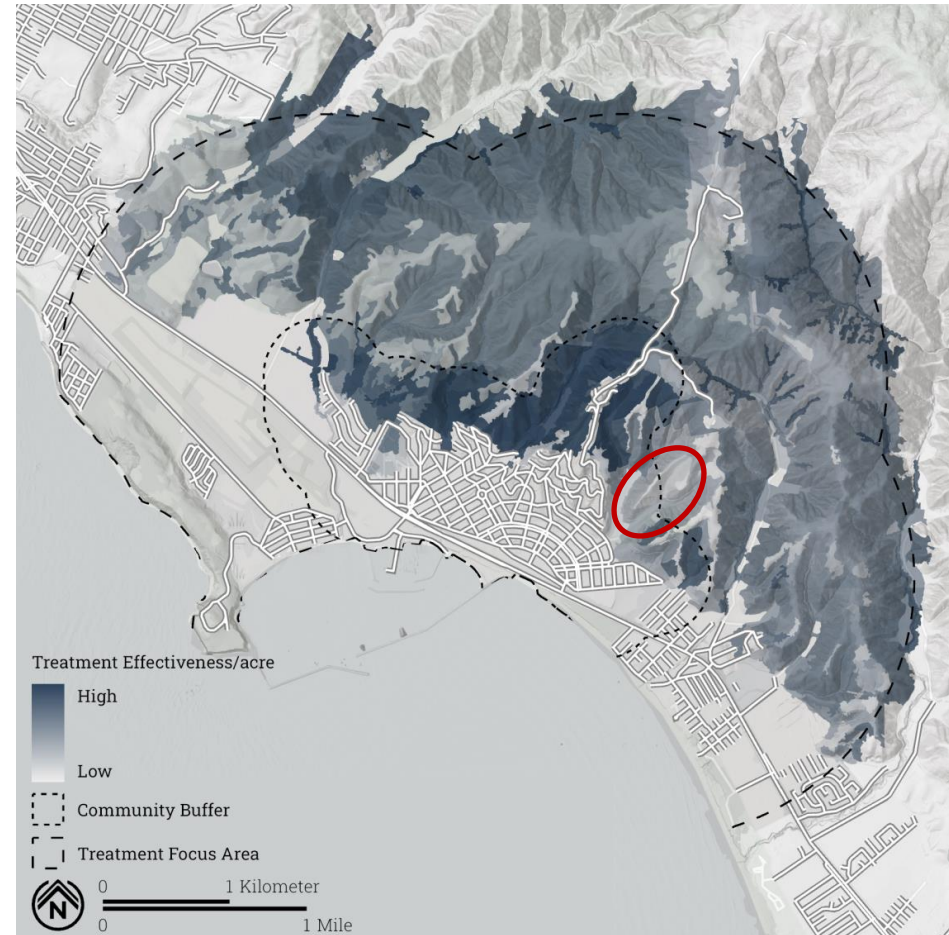 Treatment Effectiveness/acre
High
Low
Community Buffer
Treatment Focus Area
N
0 1 Kilometer
0 1 Mile